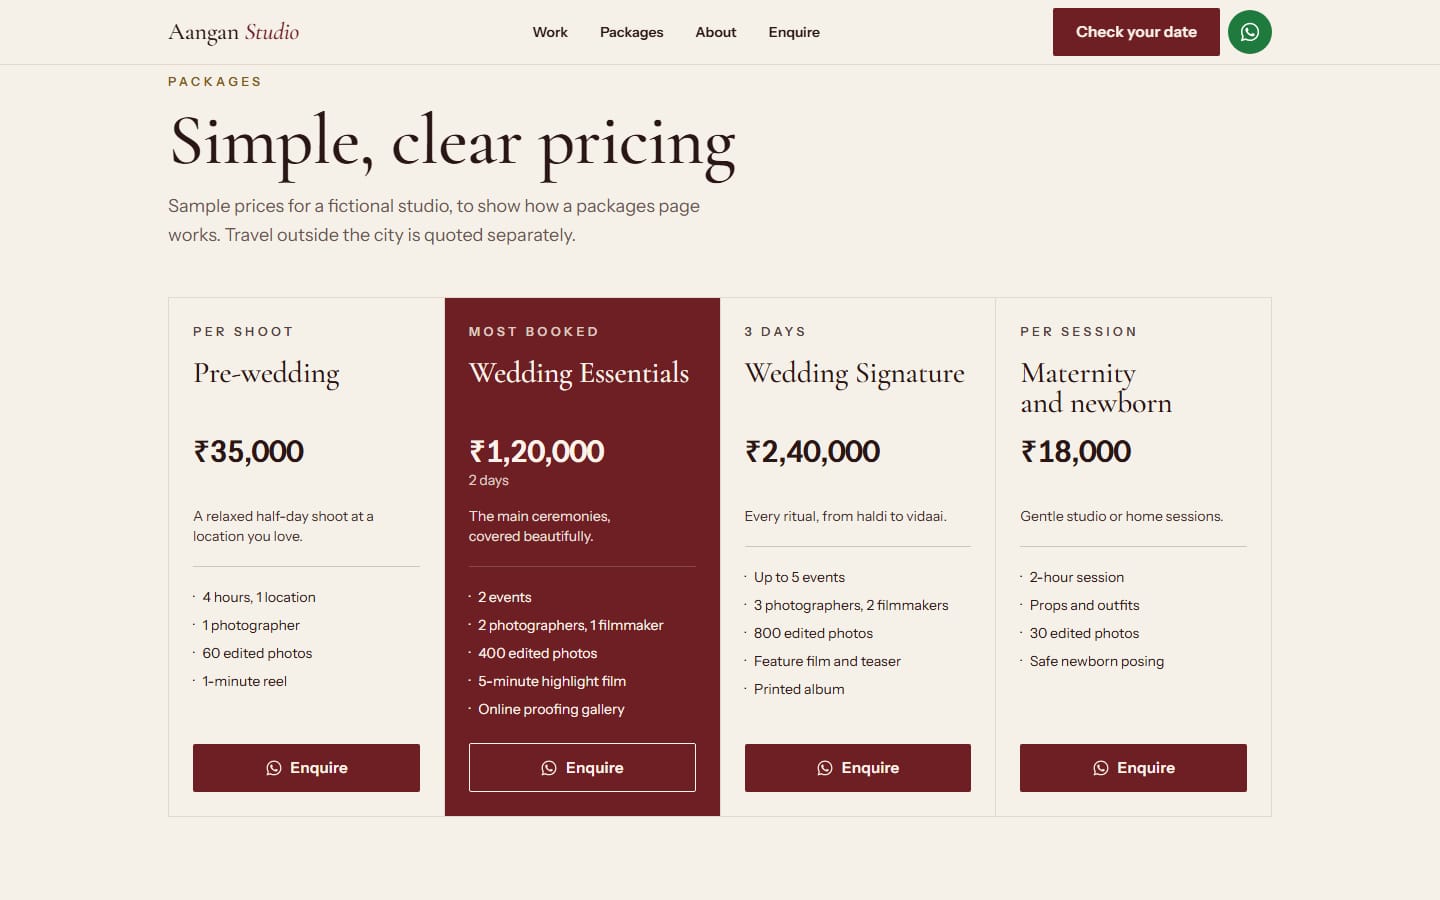 Aangan Studio
Work
Packages
About
Enquire
Check your date
PACKAGES
Simple, clear pricing
Sample prices for a fictional studio, to show how a packages page
works. Travel outside the city is quoted separately.
PER SHOOT
Pre-wedding
₹35,000
A relaxed half-day shoot at a
location you love.
· 4 hours, 1 location
· 1 photographer
· 60 edited photos
· 1-minute reel
Enquire
MOST BOOKED
Wedding Essentials
₹1,20,000
2 days
The main ceremonies,
covered beautifully.
· 2 events
· 2 photographers, 1 filmmaker
· 400 edited photos
· 5-minute highlight film
· Online proofing gallery
Enquire
3 DAYS
Wedding Signature
₹2,40,000
Every ritual, from haldi to vidaai.
· Up to 5 events
· 3 photographers, 2 filmmakers
· 800 edited photos
· Feature film and teaser
· Printed album
Enquire
PER SESSION
Maternity
and newborn
₹18,000
Gentle studio or home sessions.
· 2-hour session
· Props and outfits
· 30 edited photos
· Safe newborn posing
Enquire